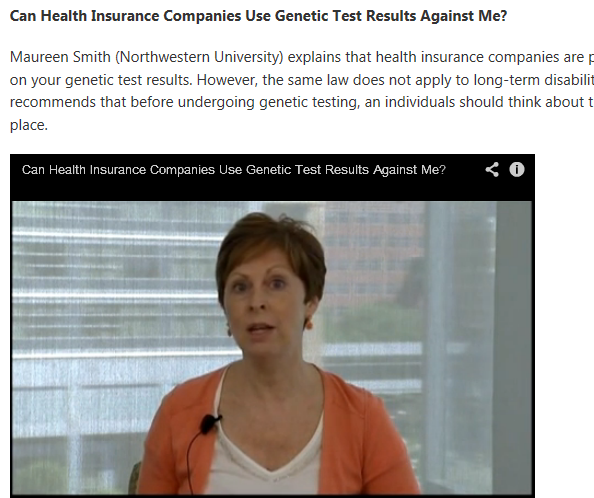 Can Health Insurance Companies Use Genetic Test Results Against Me?
Maureen Smith (Northwestern University) explains that health insurance companies are
on your genetic test results. However, the same law does not apply to long-term
recommends that before undergoing genetic testing, an individuals should think about
place.
Can Health Insurance Companies Use Genetic Test Results Against Me?